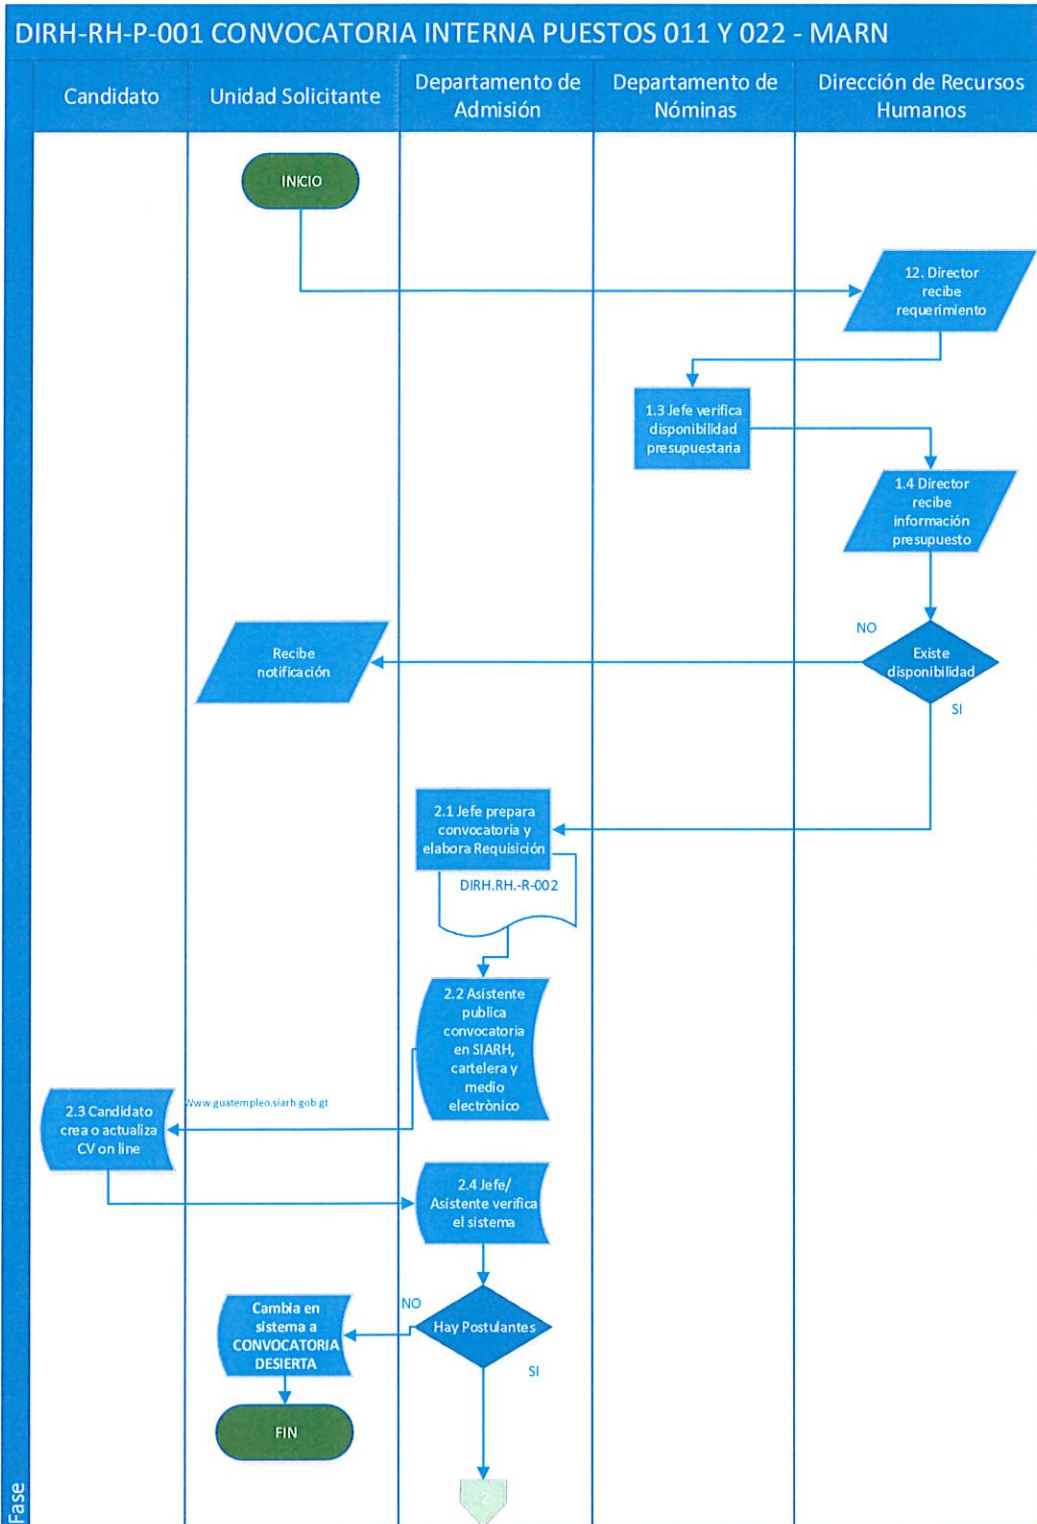 DIRH-RH-P-001 CONVOCATORIA INTERNA PUESTOS 011 Y 022 - MARN
Candidato
Unidad Solicitante
Departamento de
Admisión
Departamento de
Nóminas
Dirección de Recursos
Humanos
INICIO
12. Director
recibe
requerimiento
1.3 Jefe verifica
disponibilidad
presupuestaria
1.4 Director
recibe
información
presupuesto
NO
Existe
disponibilidad
SI
Recibe
notificación
2.1 Jefe prepara
convocatoria y
elabora Requisición
DIRH.RH.-R-002
2.2 Asistente
publica
convocatoria
en SIARH,
cartelera y
medio
electrònico
Www.guatempleo.siarh.gob.gt
2.3 Candidato
crea o actualiza
CV on line
2.4 Jefe/
Asistente verifica
el sistema
NO
Hay Postulantes
SI
Cambia en
sistema a
CONVOCATORIA
DESIERTA
FIN
2
Fase